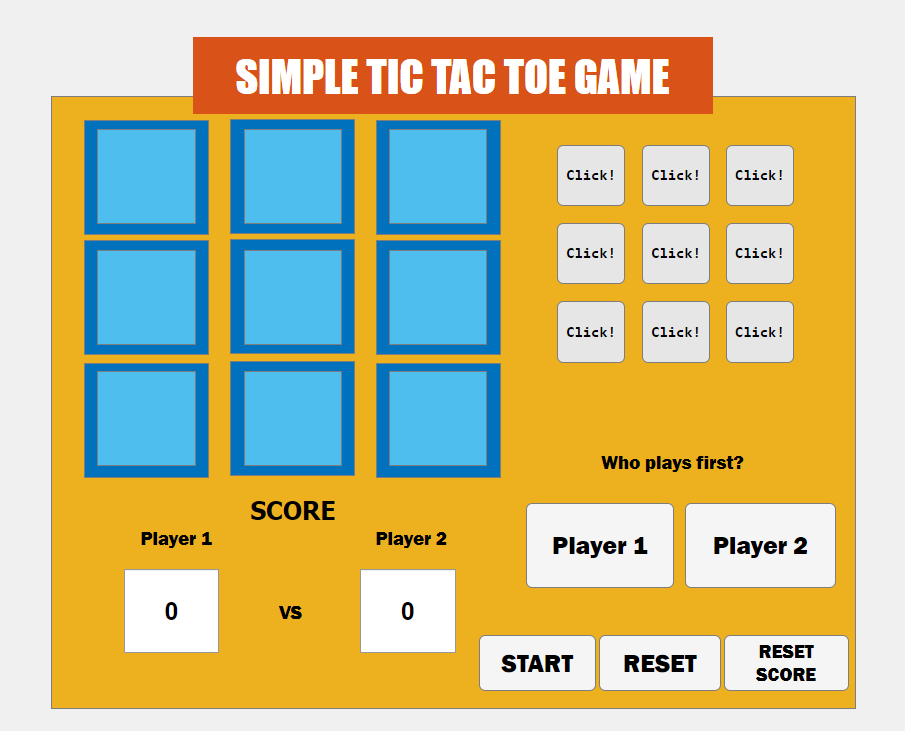 SIMPLE TIC TAC TOE GAME
Click! Click! Click!
Click! Click! Click!
Click! Click! Click!
Who plays first?
Player 1 Player 2
SCORE
Player 1 Player 2
0 VS 0
START RESET RESET
SCORE